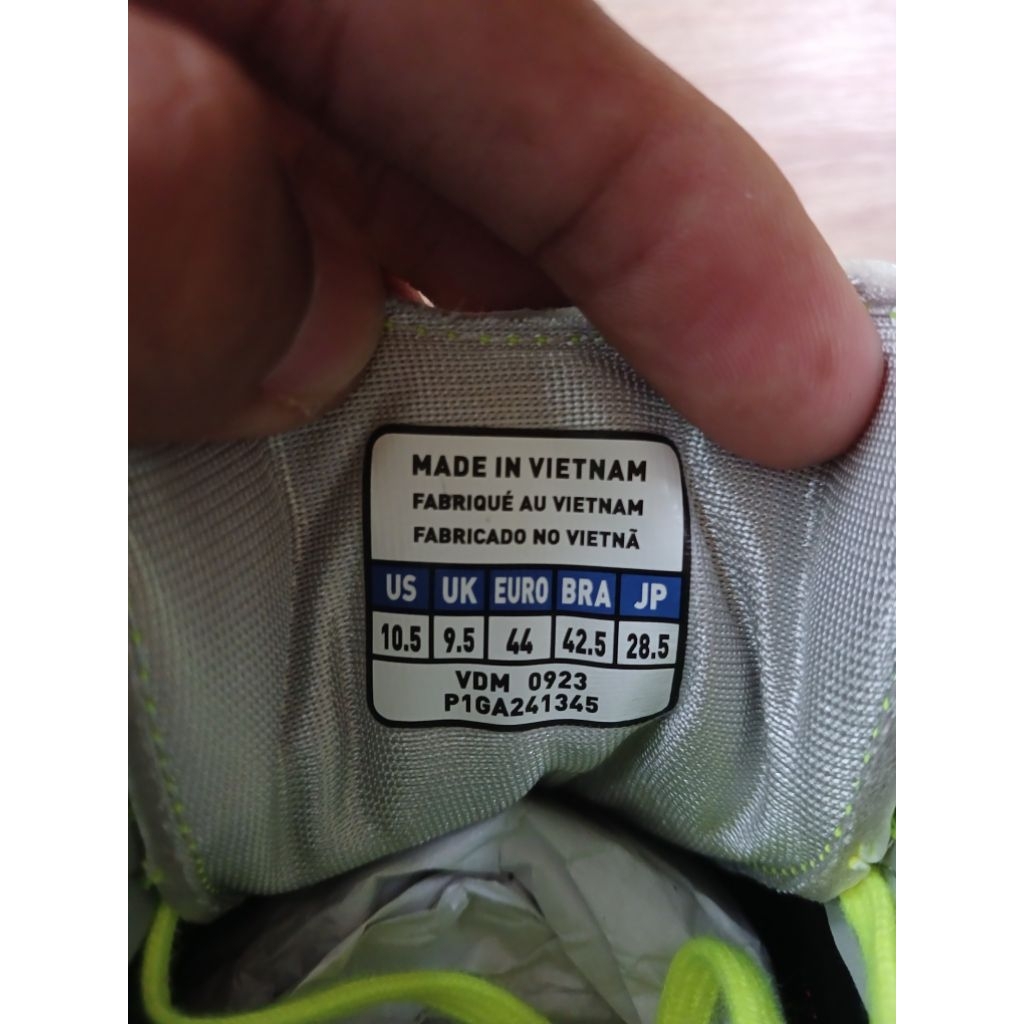 MADE IN VIETNAM
FABRIQUÉ AU VIETNAM
FABRICADO NO VIETNÃ
US UK EURO BRA JP
10.5 9.5 44 42.5 28.5
VDM 0923
P1GA241345